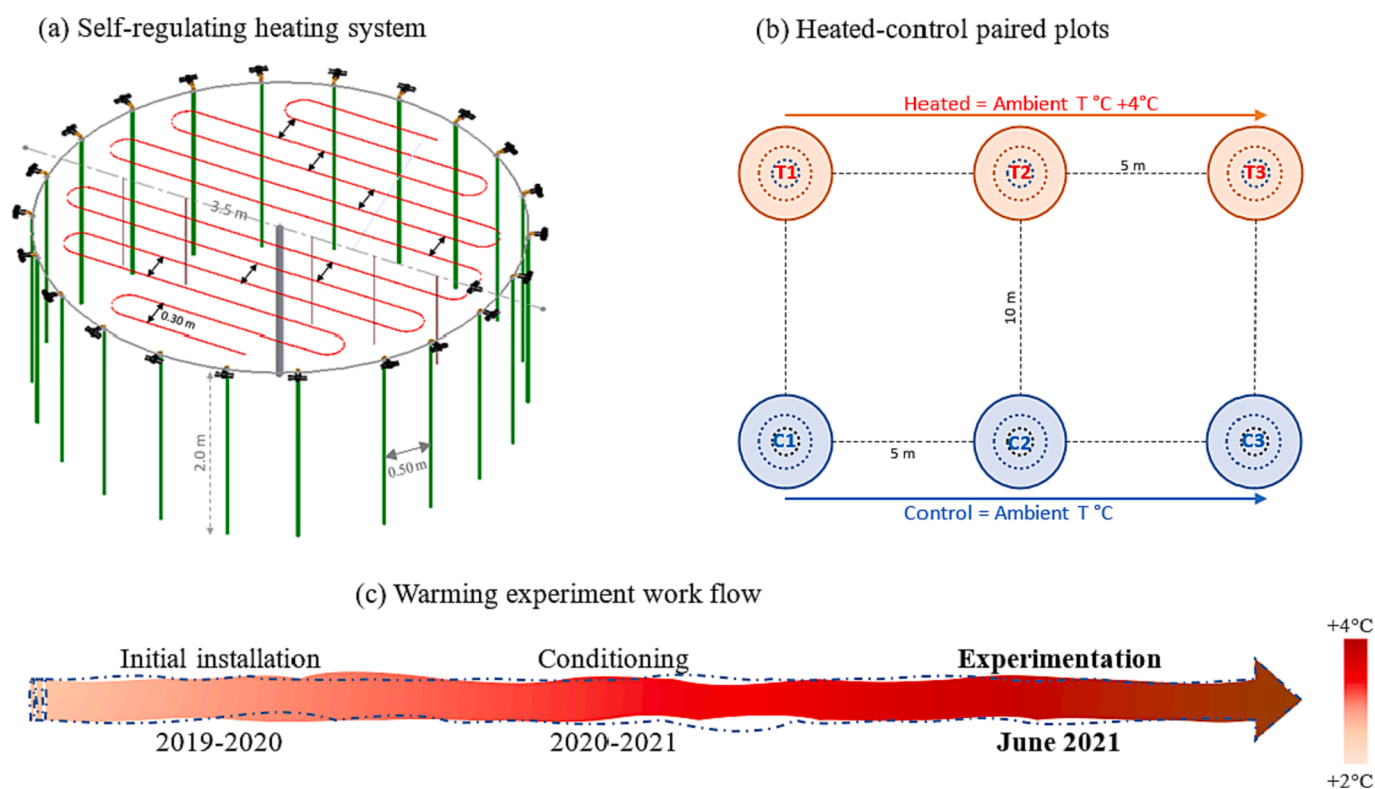 (a) Self-regulating heating system
3.5 m
0.30 m
2.0 m
0.50 m
(b) Heated-control paired plots
Heated = Ambient T °C +4°C
T1
T2
5 m
T3
10 m
C1
5 m
C2
C3
Control = Ambient T °C
(c) Warming experiment work flow
+4°C
Initial installation
Conditioning
Experimentation
2019-2020
2020-2021
June 2021
+2°C